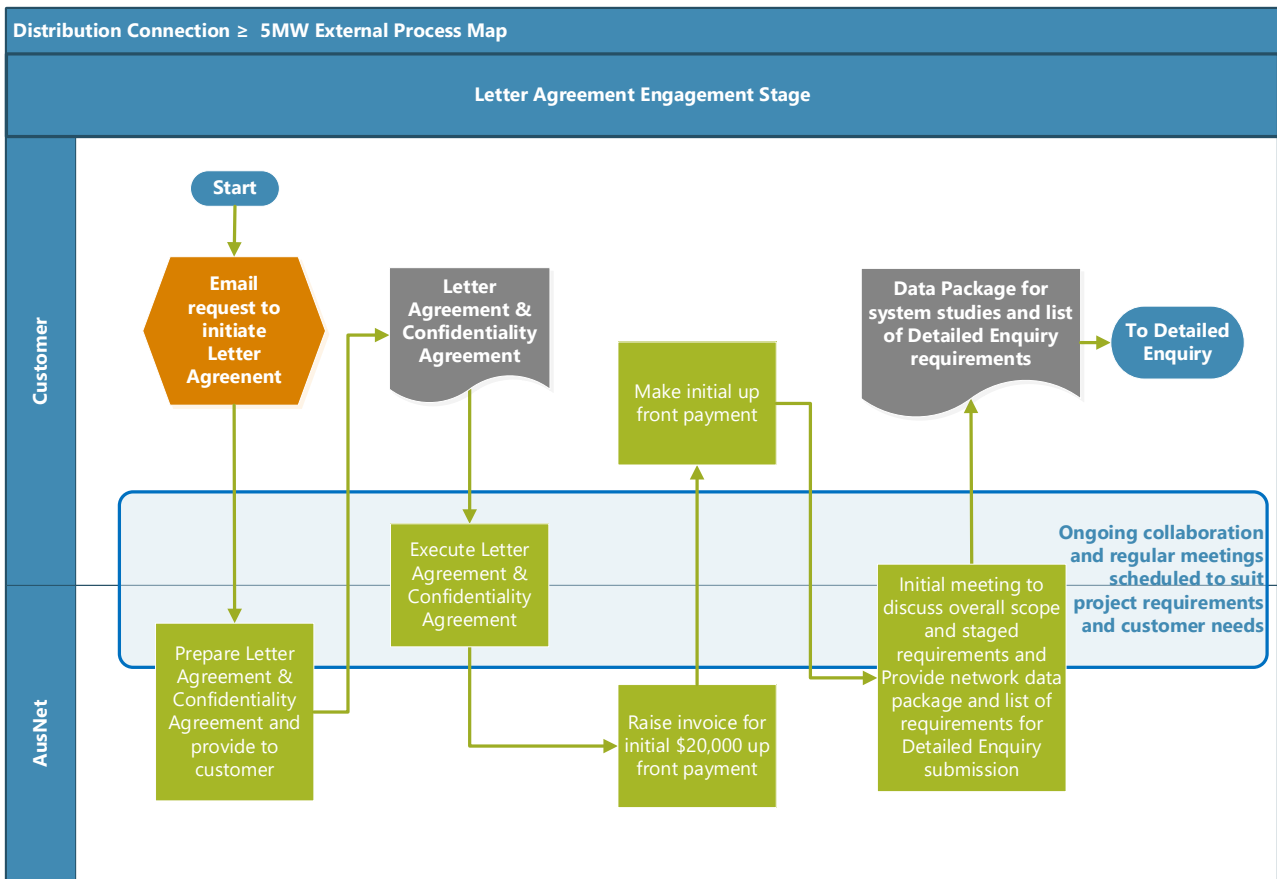 Distribution Connection ≥ 5MW External Process Map
Letter Agreement Engagement Stage
Customer
Start
Email
request to
initiate
Letter
Agreenent
Letter
Agreement &
Confidentiality
Agreement
Make initial up
front payment
Data Package for
system studies and list
of Detailed Enquiry
requirements
To Detailed
Enquiry
Execute Letter
Agreement &
Confidentiality
Agreement
Ongoing collaboration
and regular meetings
scheduled to suit
project requirements
and customer needs
AusNet
Prepare Letter
Agreement &
Confidentiality
Agreement and
provide to
customer
Raise invoice for
initial $20,000 up
front payment
Initial meeting to
discuss overall scope
and staged
requirements and
Provide network data
package and list of
requirements for
Detailed Enquiry
submission